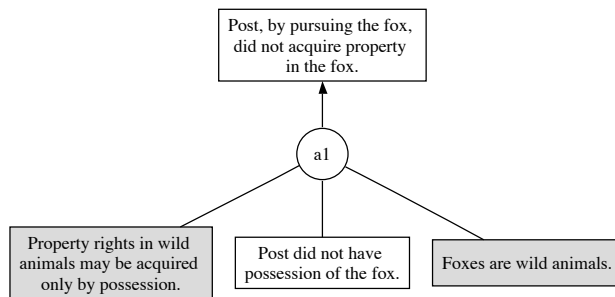 Post, by pursuing the fox,
did not acquire property
in the fox.
a1
Property rights in wild
animals may be acquired
only by possession.
Post did not have
possession of the fox.
Foxes are wild animals.